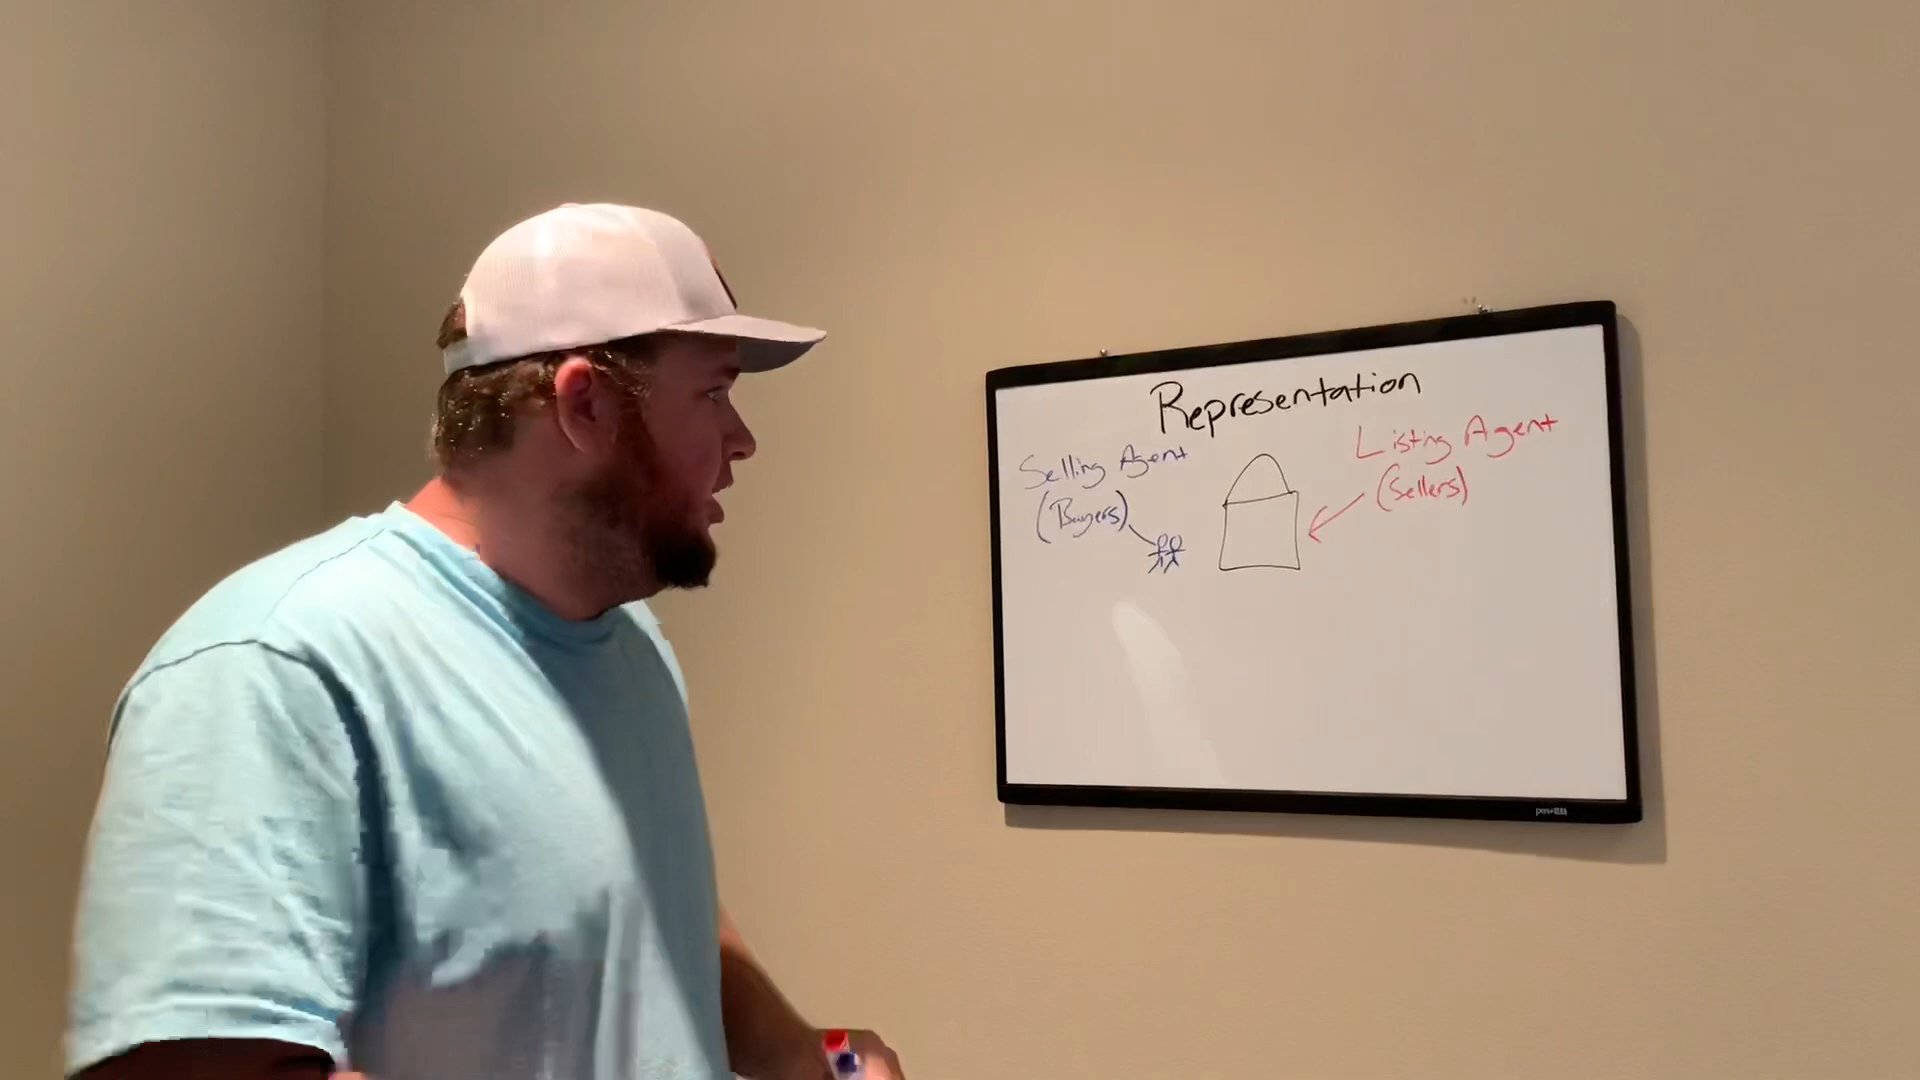 Representation
Selling Agent
(Buyers)
Listing Agent
(Sellers)